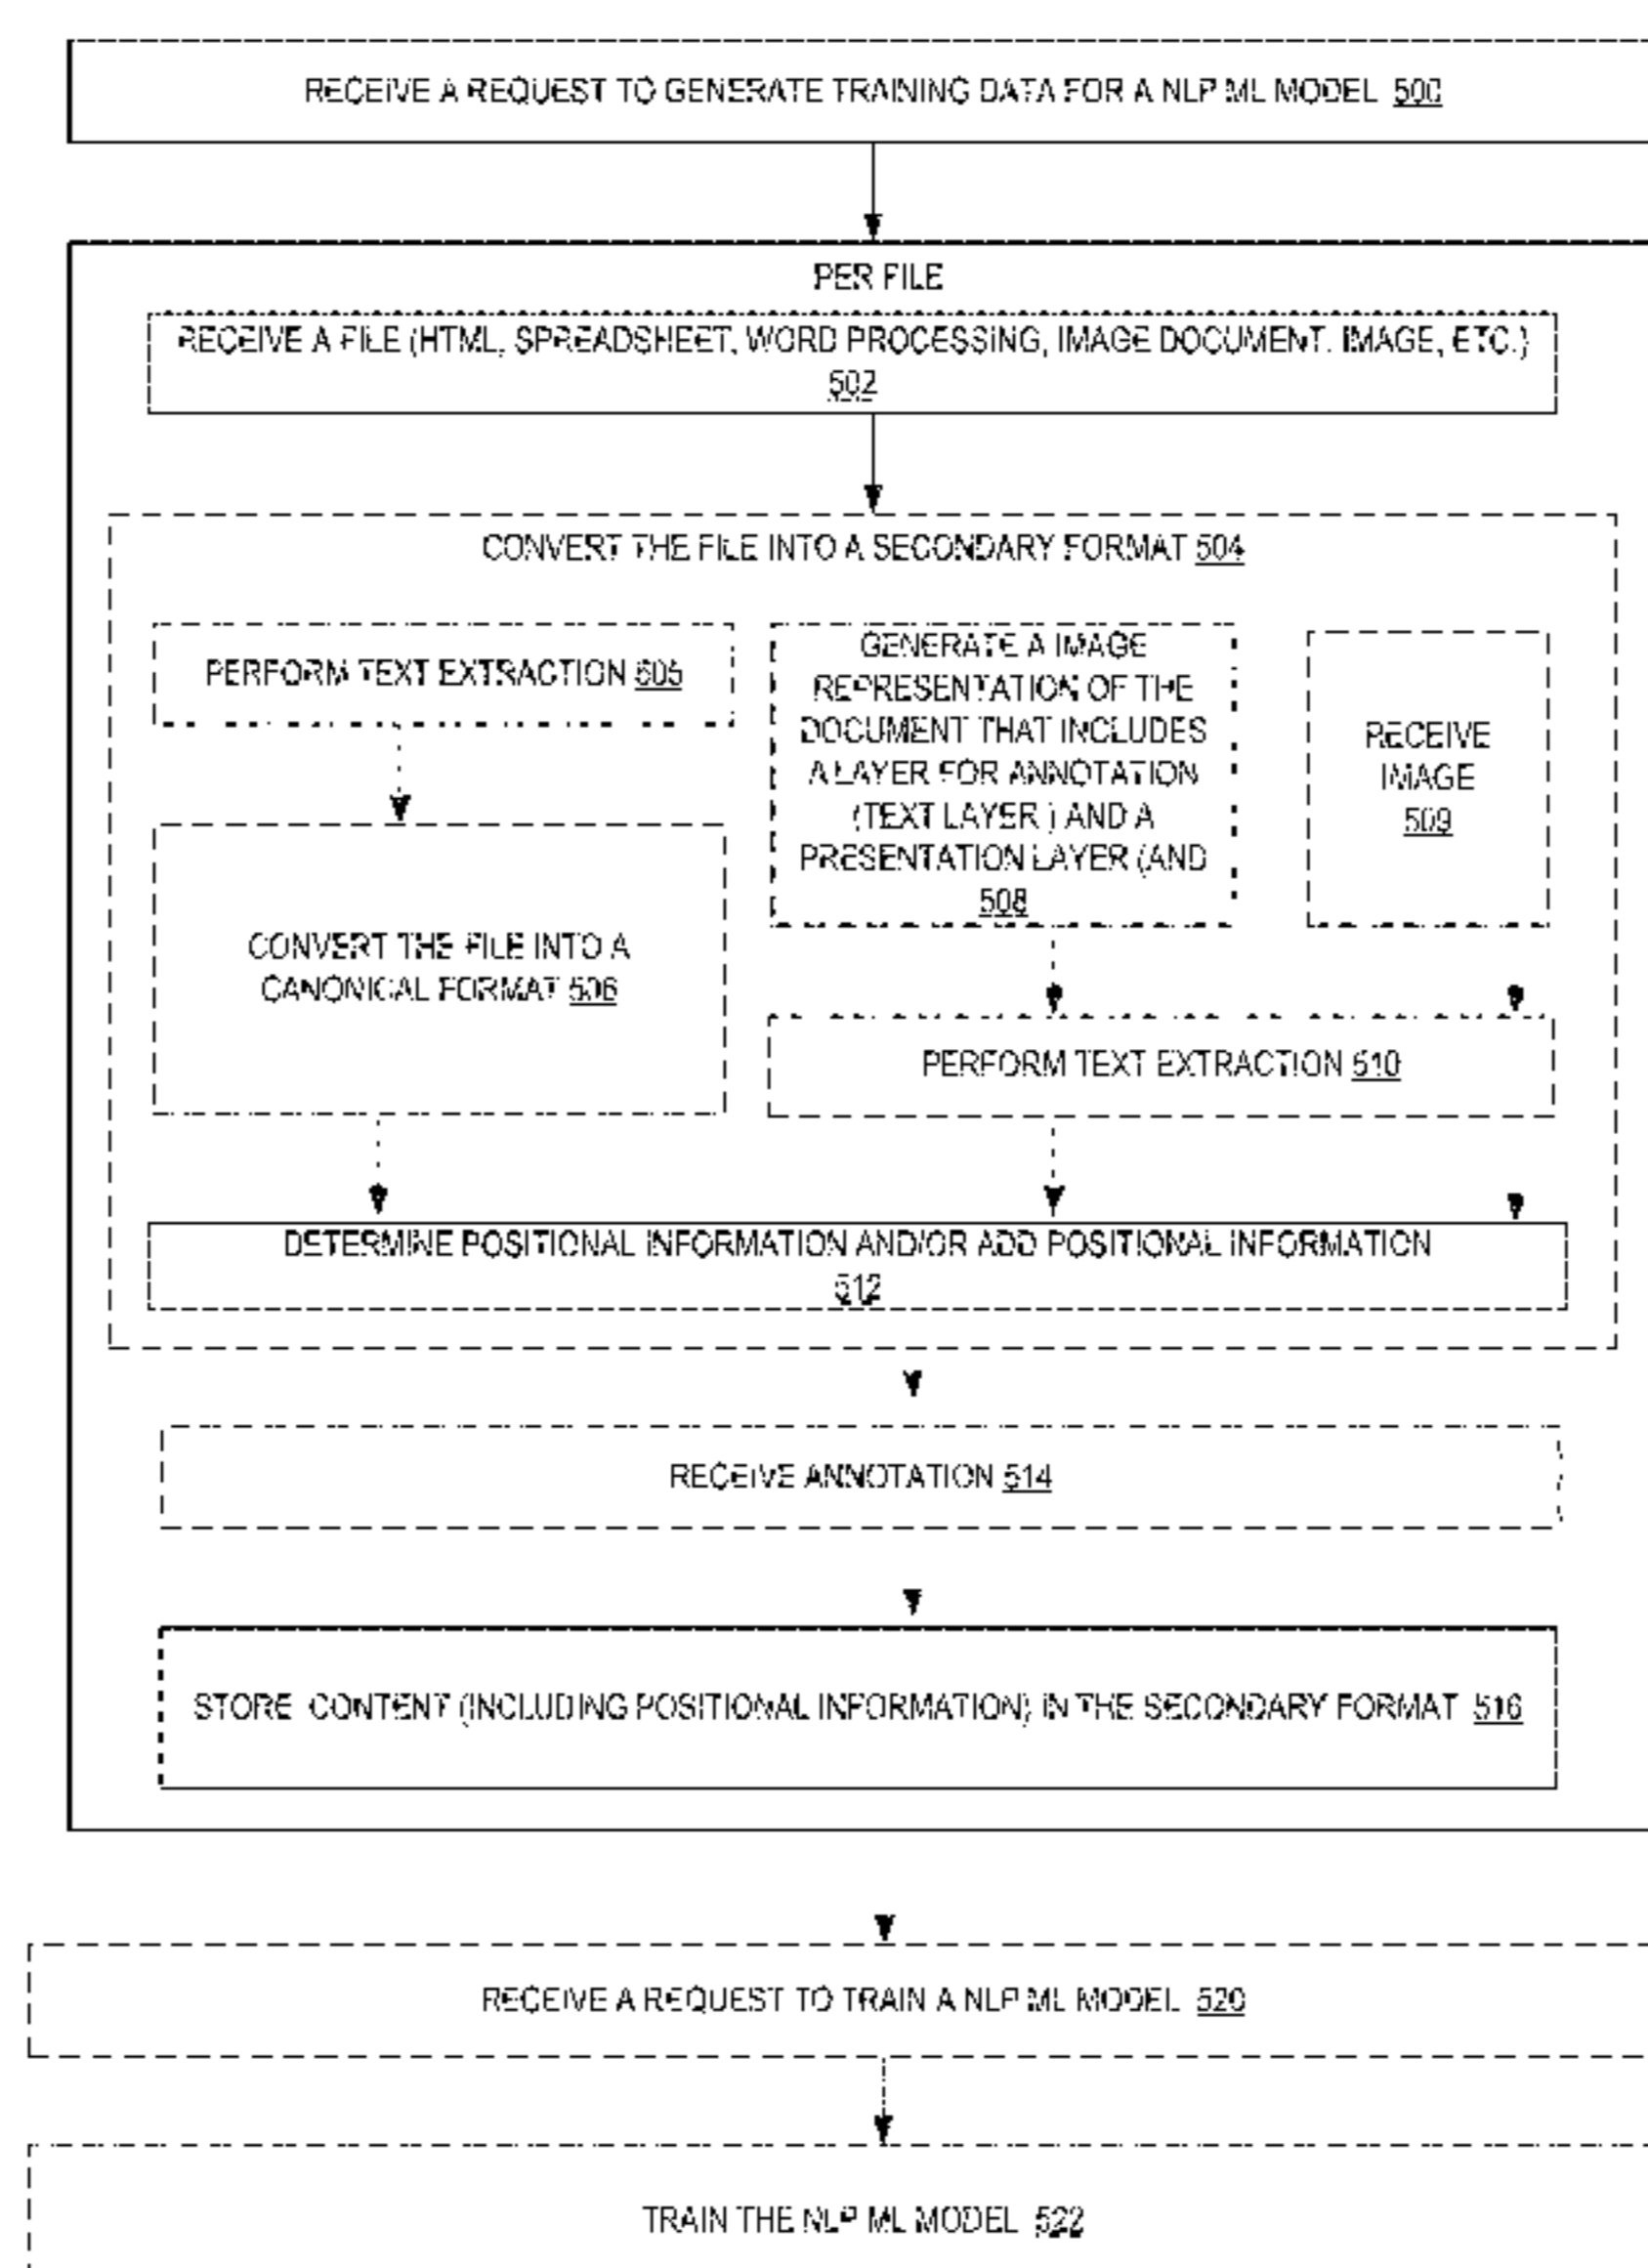 RECEIVE A REQUEST TO GENERATE TRAINING DATA FOR A NLP ML MODEL 500
PER FILE
RECEIVE A FILE (HTML, SPREADSHEET, WORD PROCESSING, IMAGE DOCUMENT, IMAGE, ETC.)
502
CONVERT THE FILE INTO A SECONDARY FORMAT 504
PERFORM TEXT EXTRACTION 505
CONVERT THE FILE INTO A
CANONICAL FORMAT 506
GENERATE A IMAGE
REPRESENTATION OF THE
DOCUMENT THAT INCLUDES
A LAYER FOR ANNOTATION
(TEXT LAYER ) AND A
PRESENTATION LAYER (AND
508
RECEIVE
IMAGE
509
PERFORM TEXT EXTRACTION 510
DETERMINE POSITIONAL INFORMATION AND/OR ADD POSITIONAL INFORMATION
512
RECEIVE ANNOTATION 514
STORE CONTENT (INCLUDING POSITIONAL INFORMATION) IN THE SECONDARY FORMAT 516
RECEIVE A REQUEST TO TRAIN A NLP ML MODEL 520
TRAIN THE NLP ML MODEL 522